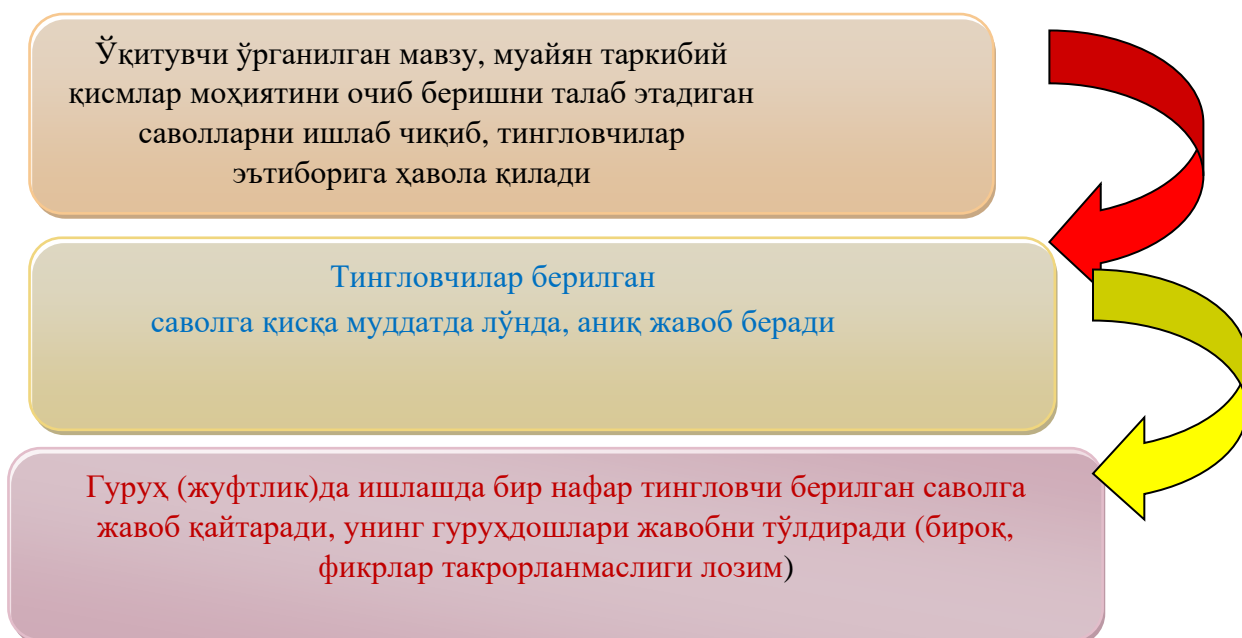 Ўқитувчи ўрганилган мавзу, муайян таркибий
қисмлар моҳиятини очиб беришни талаб этадиган
саволларни ишлаб чиқиб, тингловчилар
эътиборига ҳавола қилади
Тингловчилар берилган
саволга қисқа муддатда лўнда, аниқ жавоб беради
Гуруҳ (жуфтлик)да ишлашда бир нафар тингловчи берилган саволга
жавоб қайтаради, унинг гуруҳдошлари жавобни тўлдиради (бироқ,
фикрлар такрорланмаслиги лозим)